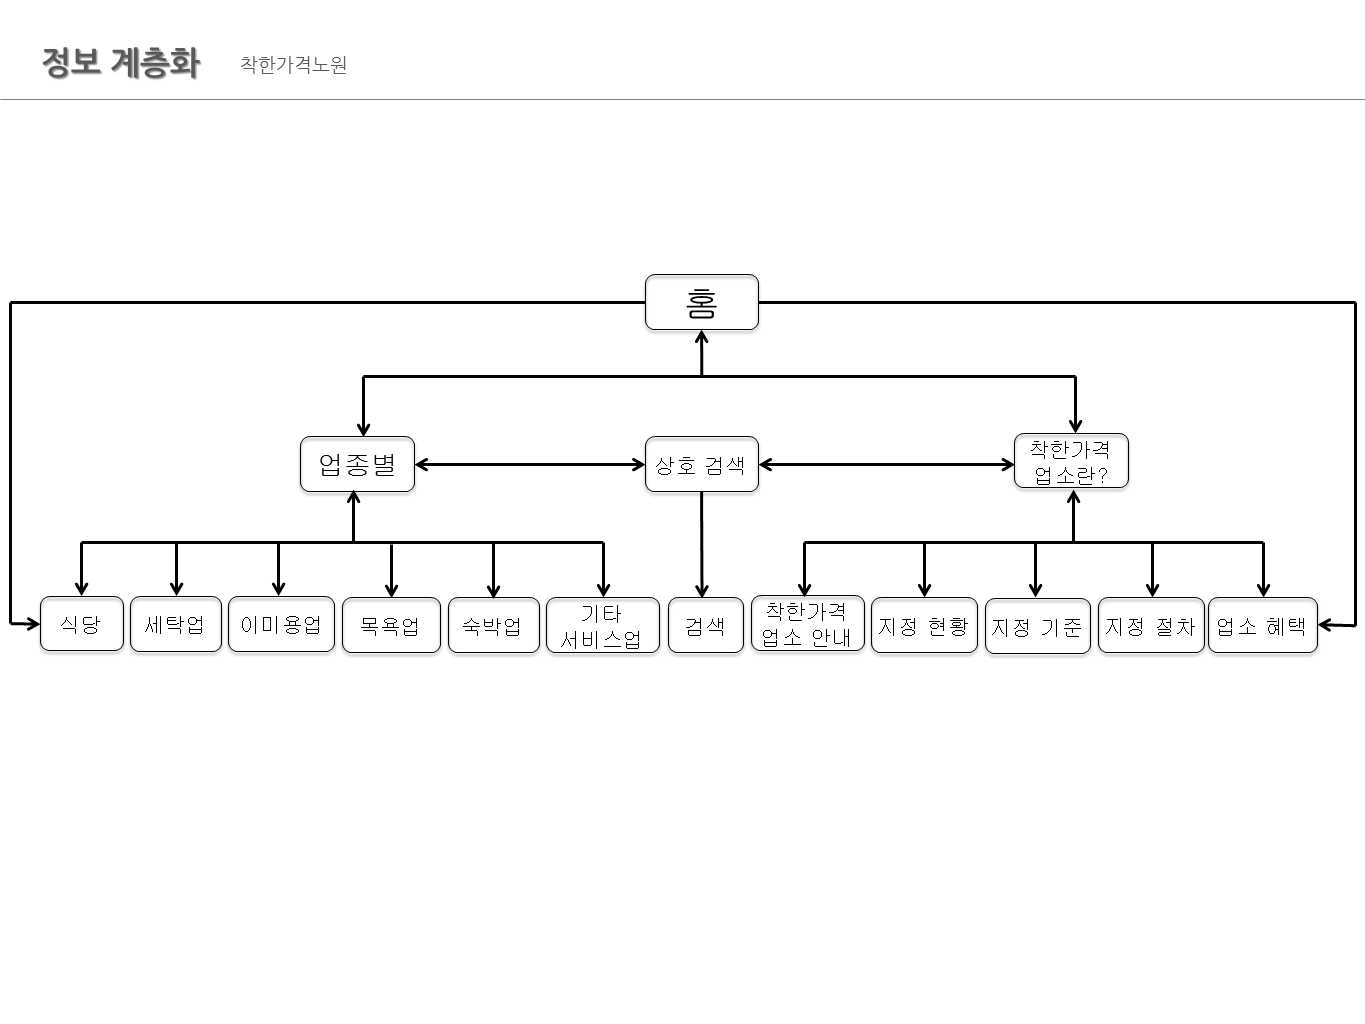 정보 계층화
착한가격노원
홈
업종별
상호 검색
착한가격
업소란?
식당
세탁업
이미용업
목욕업
숙박업
기타
서비스업
검색
착한가격
업소 안내
지정 현황
지정 기준
지정 절차
업소 혜택